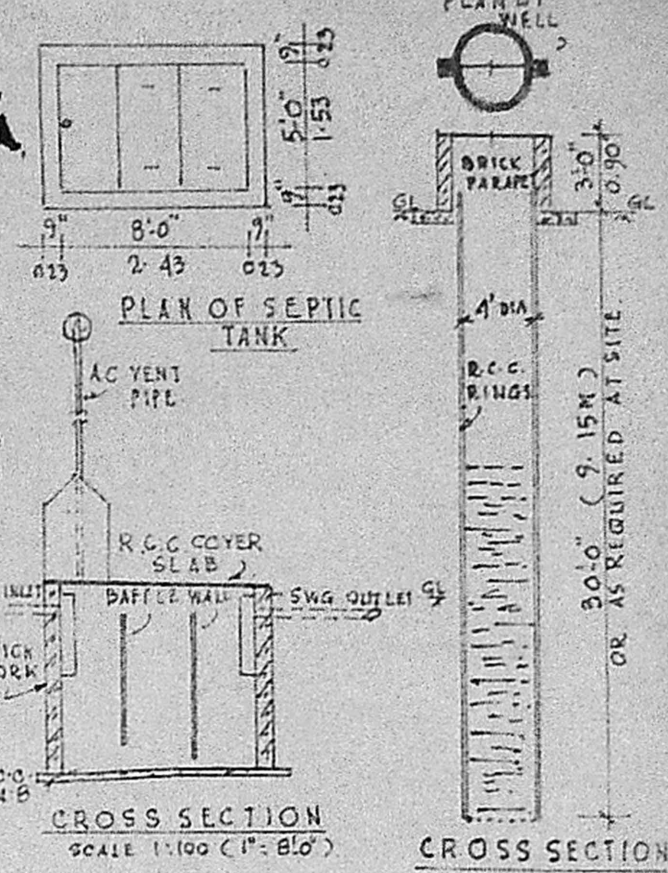 PLAN OF
WELL
9"
0.23
5'-0"
1.53
9"
0.23
9" 8'-0" 9"
0.23 2.43 0.23
PLAN OF SEPTIC
TANK
A.C VENT
PIPE
R.C.C COVER
SLAB
INLET
BAFFLE WALL
SWG OUTLET GL
CROSS SECTION
SCALE 1:100 (1"=8'.0")
BRICK
PARAPE
3'-0"
0.90
GL
GL
4' DIA
R.C.C.
RINGS
30'-0" (9.15M)
OR AS REQUIRED AT SITE.
CROSS SECTION